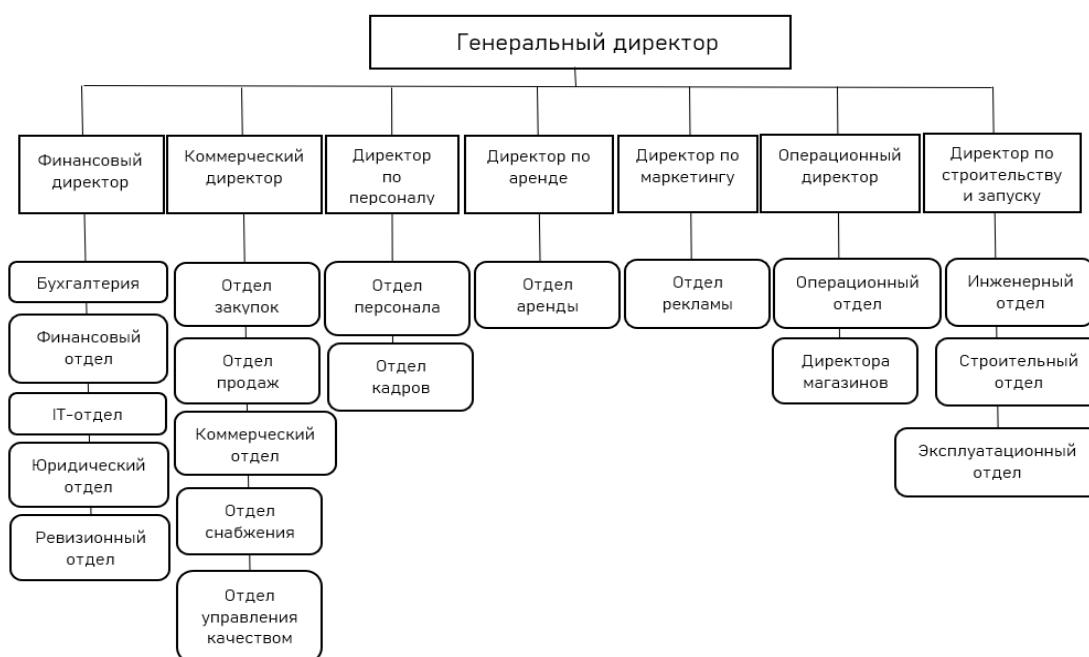 Генеральный директор
Финансовый
директор
Коммерческий
директор
Директор
по
персоналу
Директор по
аренде
Директор по
маркетингу
Операционный
директор
Директор по
строительству
и запуску
Бухгалтерия
Финансовый
отдел
IT-отдел
Юридический
отдел
Ревизионный
отдел
Отдел
закупок
Отдел
продаж
Коммерческий
отдел
Отдел
снабжения
Отдел
управления
качеством
Отдел
персонала
Отдел
кадров
Отдел
аренды
Отдел
рекламы
Операционный
отдел
Директора
магазинов
Инженерный
отдел
Строительный
отдел
Эксплуатационный
отдел